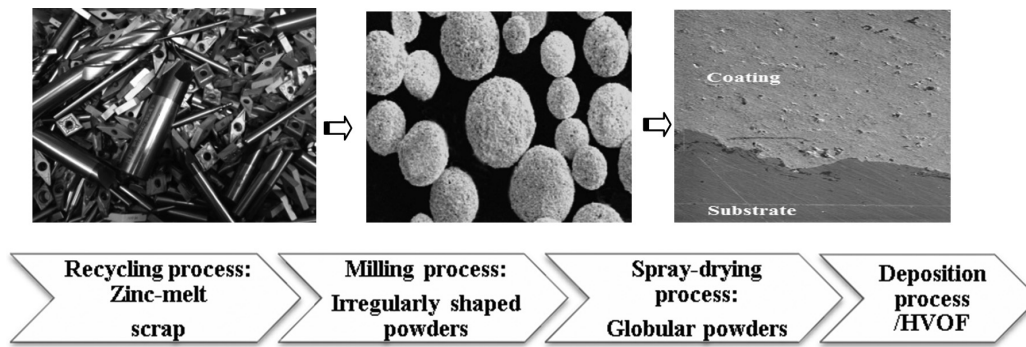 Coating
Substrate
Recycling process:
Zinc-melt
scrap
Milling process:
Irregularly shaped
powders
Spray-drying
process:
Globular powders
Deposition
process
/HVOF